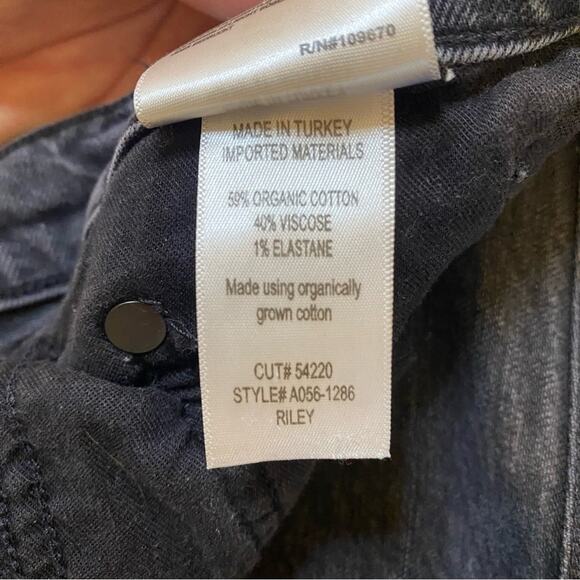 R/N#109670
MADE IN TURKEY
IMPORTED MATERIALS
59% ORGANIC COTTON
40% VISCOSE
1% ELASTANE
Made using organically
grown cotton
CUT# 54220
STYLE# A056-1286
RILEY